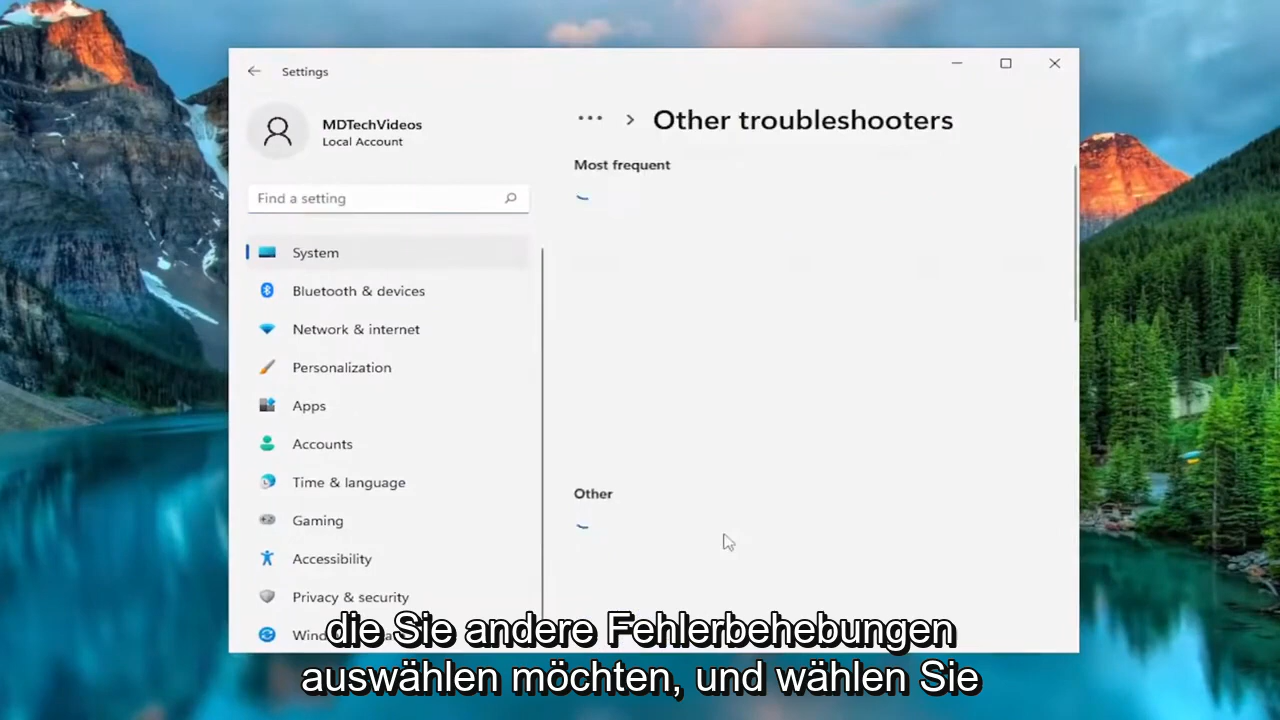 Settings
MDTechVideos
Local Account
Find a setting
System
Bluetooth & devices
Network & internet
Personalization
Apps
Accounts
Time & language
Gaming
Accessibility
Privacy & security
... > Other troubleshooters
Most frequent
Other
die Sie andere Fehlerbehebungen
auswählen möchten, und wählen Sie